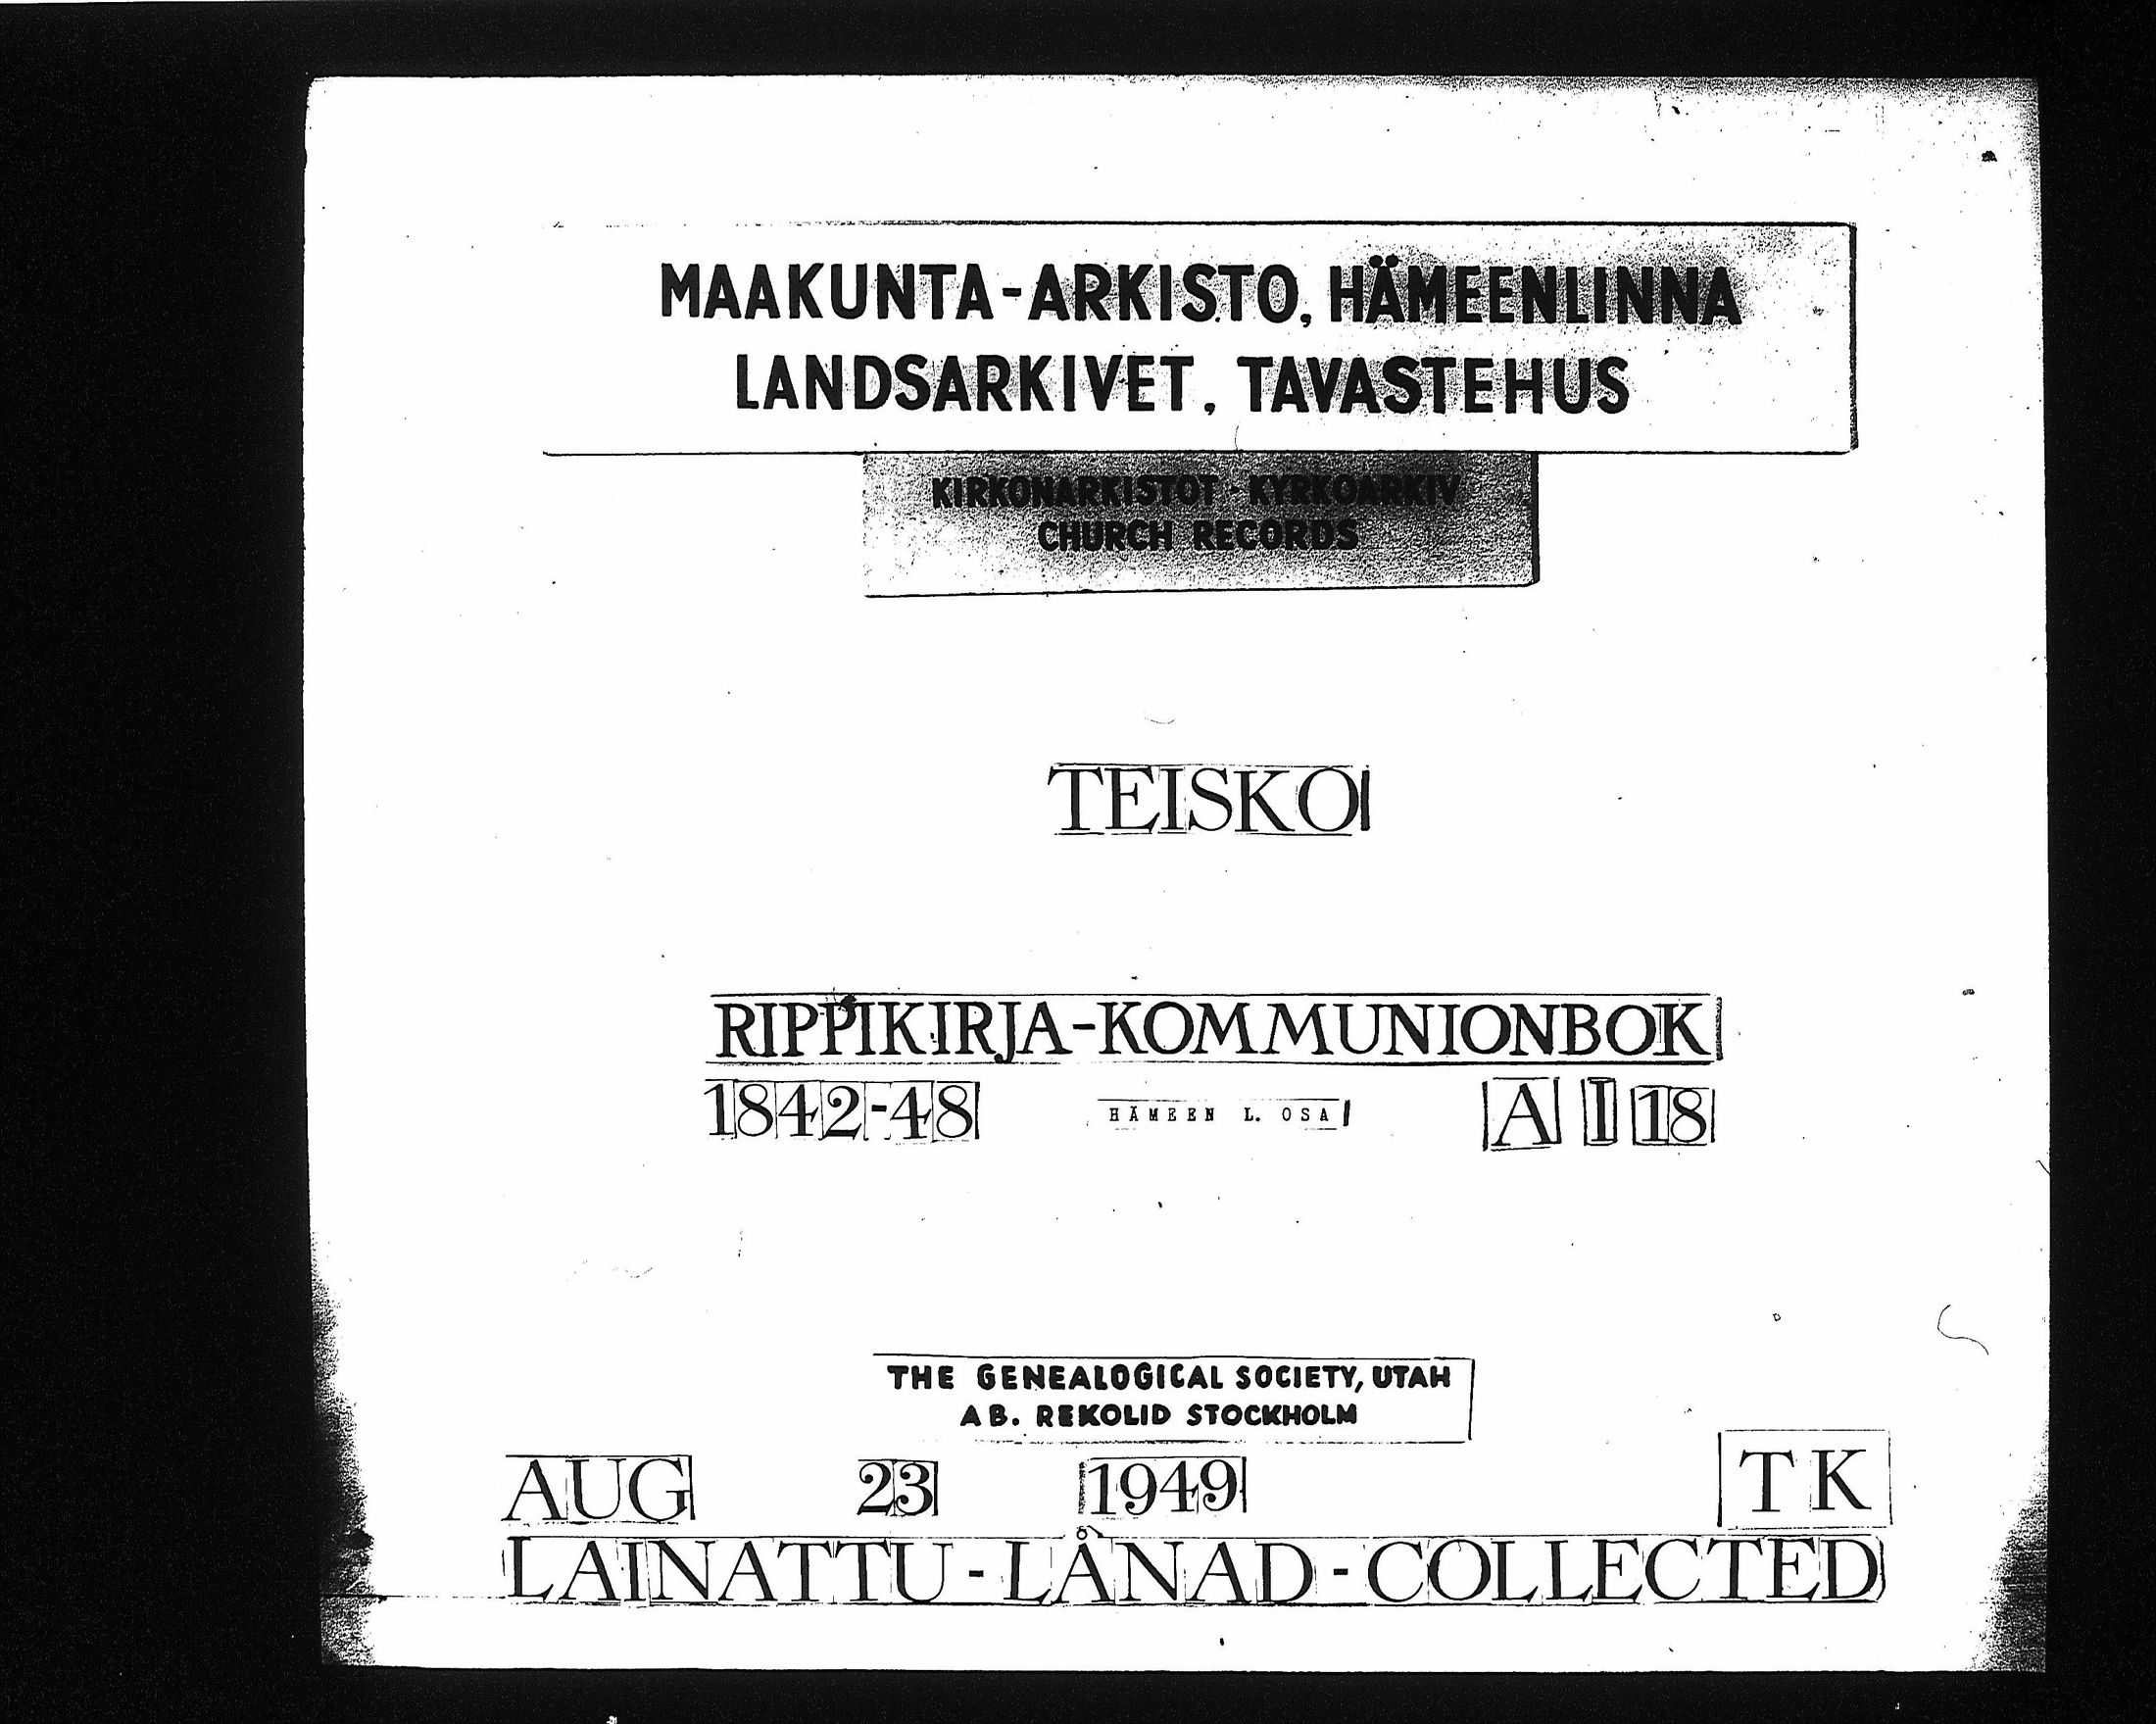 MAAKUNTA-ARKISTO, HÄMEENLINNA
LANDSARKIVET, TAVASTEHUS
KIRKONARKISTOT - KYRKOARKIV
CHURCH RECORDS
TEISKO
RIPPIKIRJA-KOMMUNIONBOK
1842-48 HÄMEEN L. OSA A I 18
THE GENEALOGICAL SOCIETY, UTAH
AB. REKOLID STOCKHOLM
AUG 23 1949 TK
LAINATTU-LÅNAD-COLLECTED